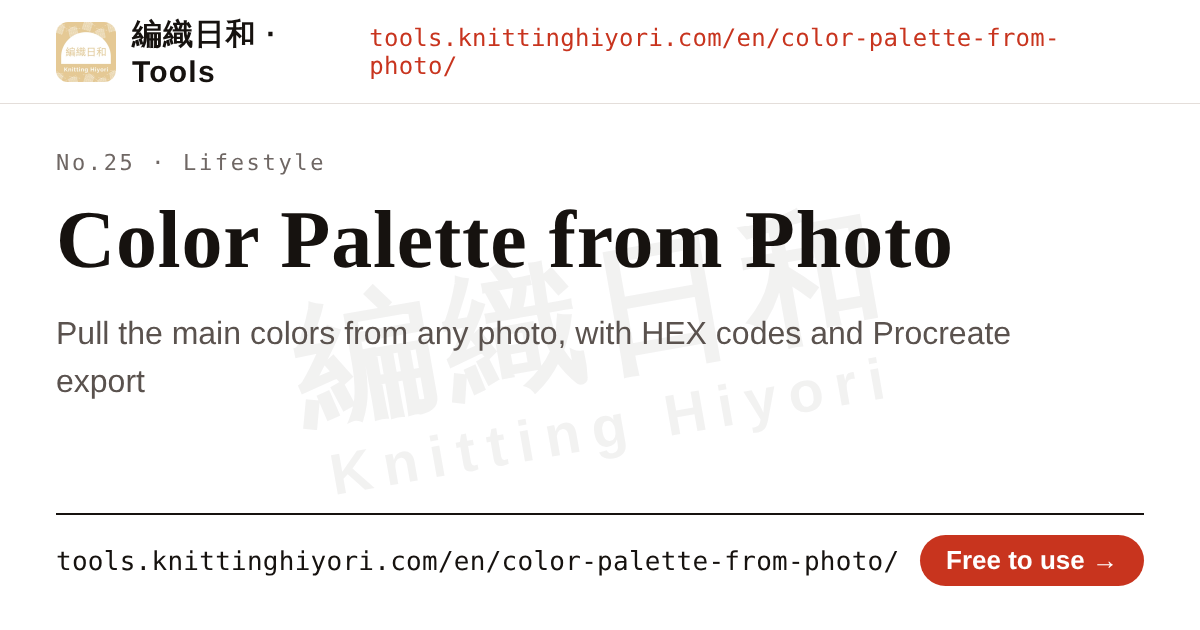 編織日和
Knitting Hiyori
編織日和 ·
Tools
tools.knittinghiyori.com/en/color-palette-from-
photo/
No.25 · Lifestyle
Color Palette from Photo
Pull the main colors from any photo, with HEX codes and Procreate
export
編織日和
Knitting Hiyori
tools.knittinghiyori.com/en/color-palette-from-photo/
Free to use →